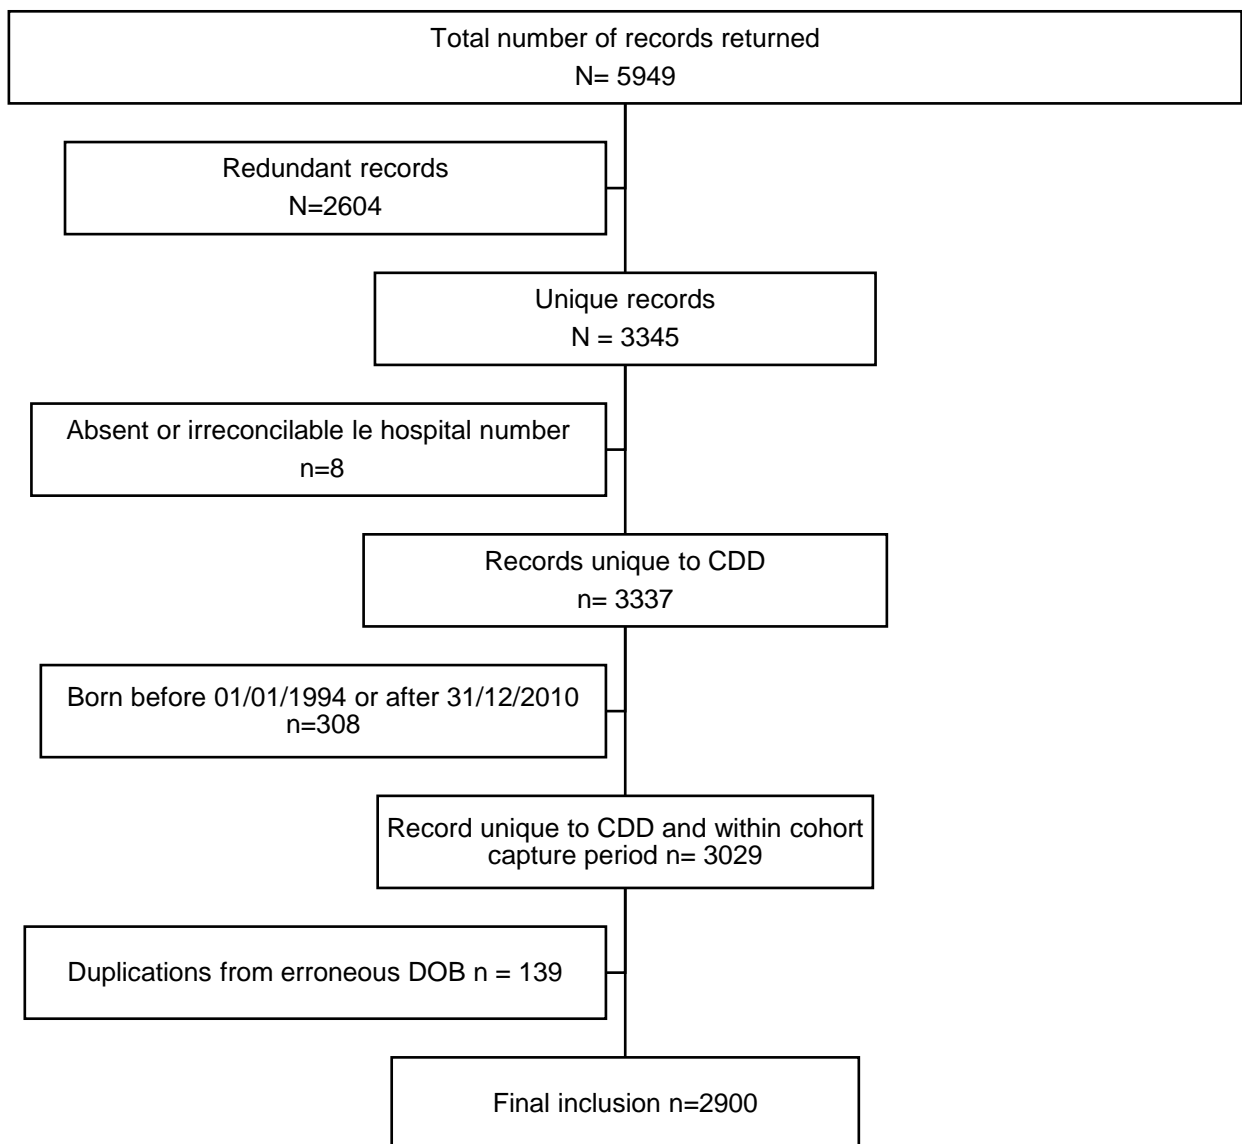 Total number of records returned
N= 5949
Redundant records
N=2604
Unique records
N = 3345
Absent or irreconcilable le hospital number
n=8
Records unique to CDD
n= 3337
Born before 01/01/1994 or after 31/12/2010
n=308
Record unique to CDD and within cohort
capture period n= 3029
Duplications from erroneous DOB n = 139
Final inclusion n=2900